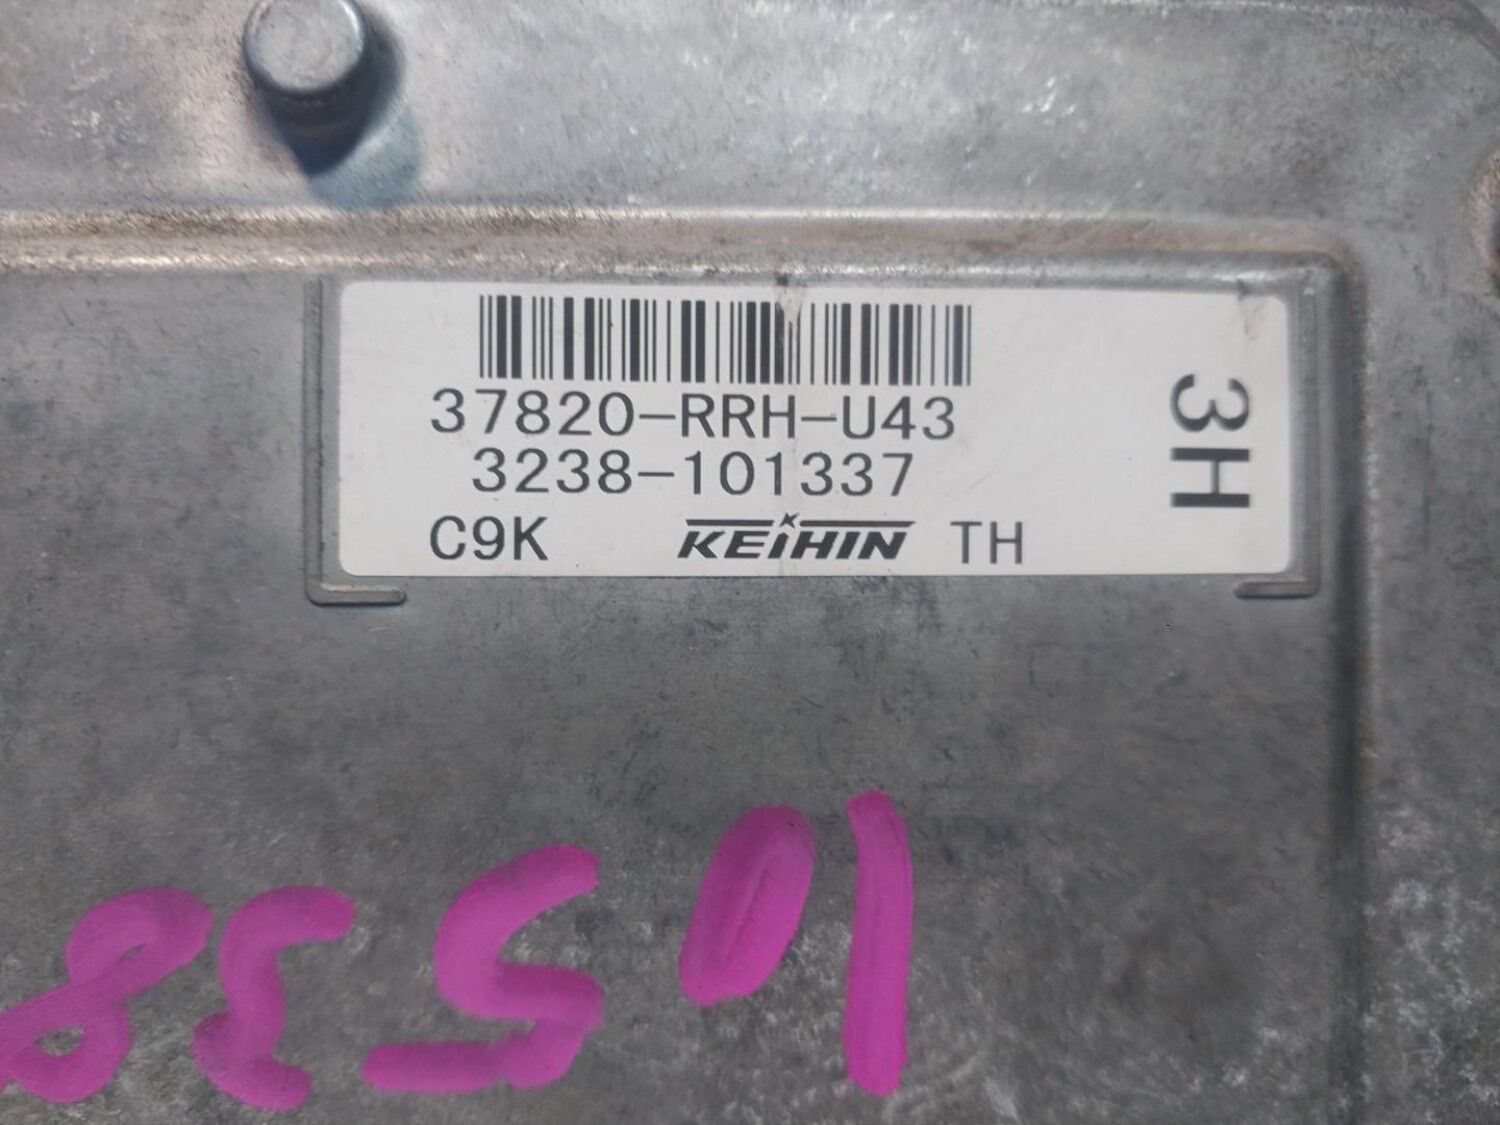 37820-RRH-U43
3238-101337
C9K KEIHIN TH
3H
10538